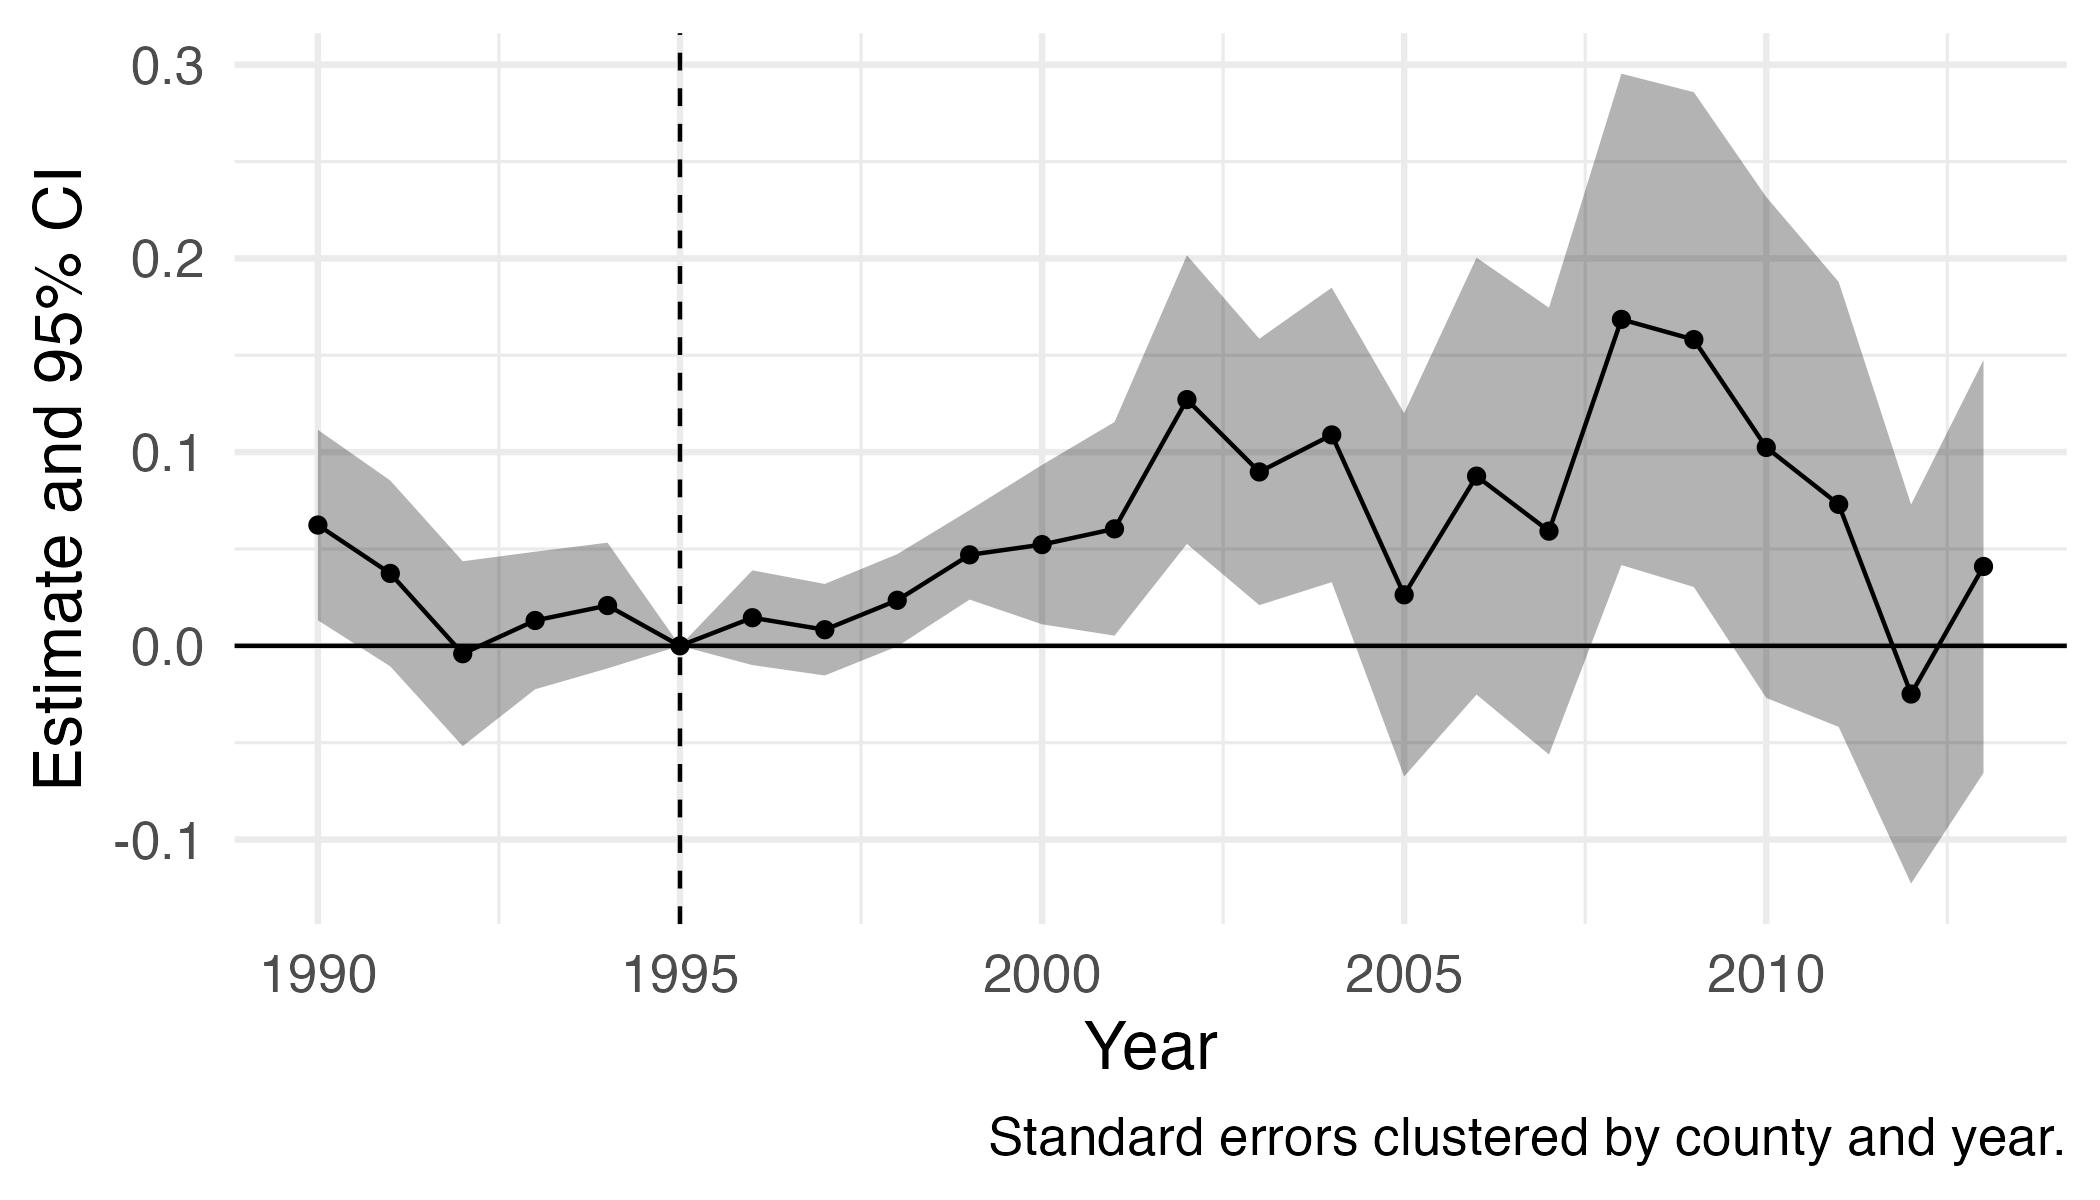 0.3
0.2
0.1
0.0
-0.1
Estimate and 95% CI
1990 1995 2000 2005 2010
Year
Standard errors clustered by county and year.